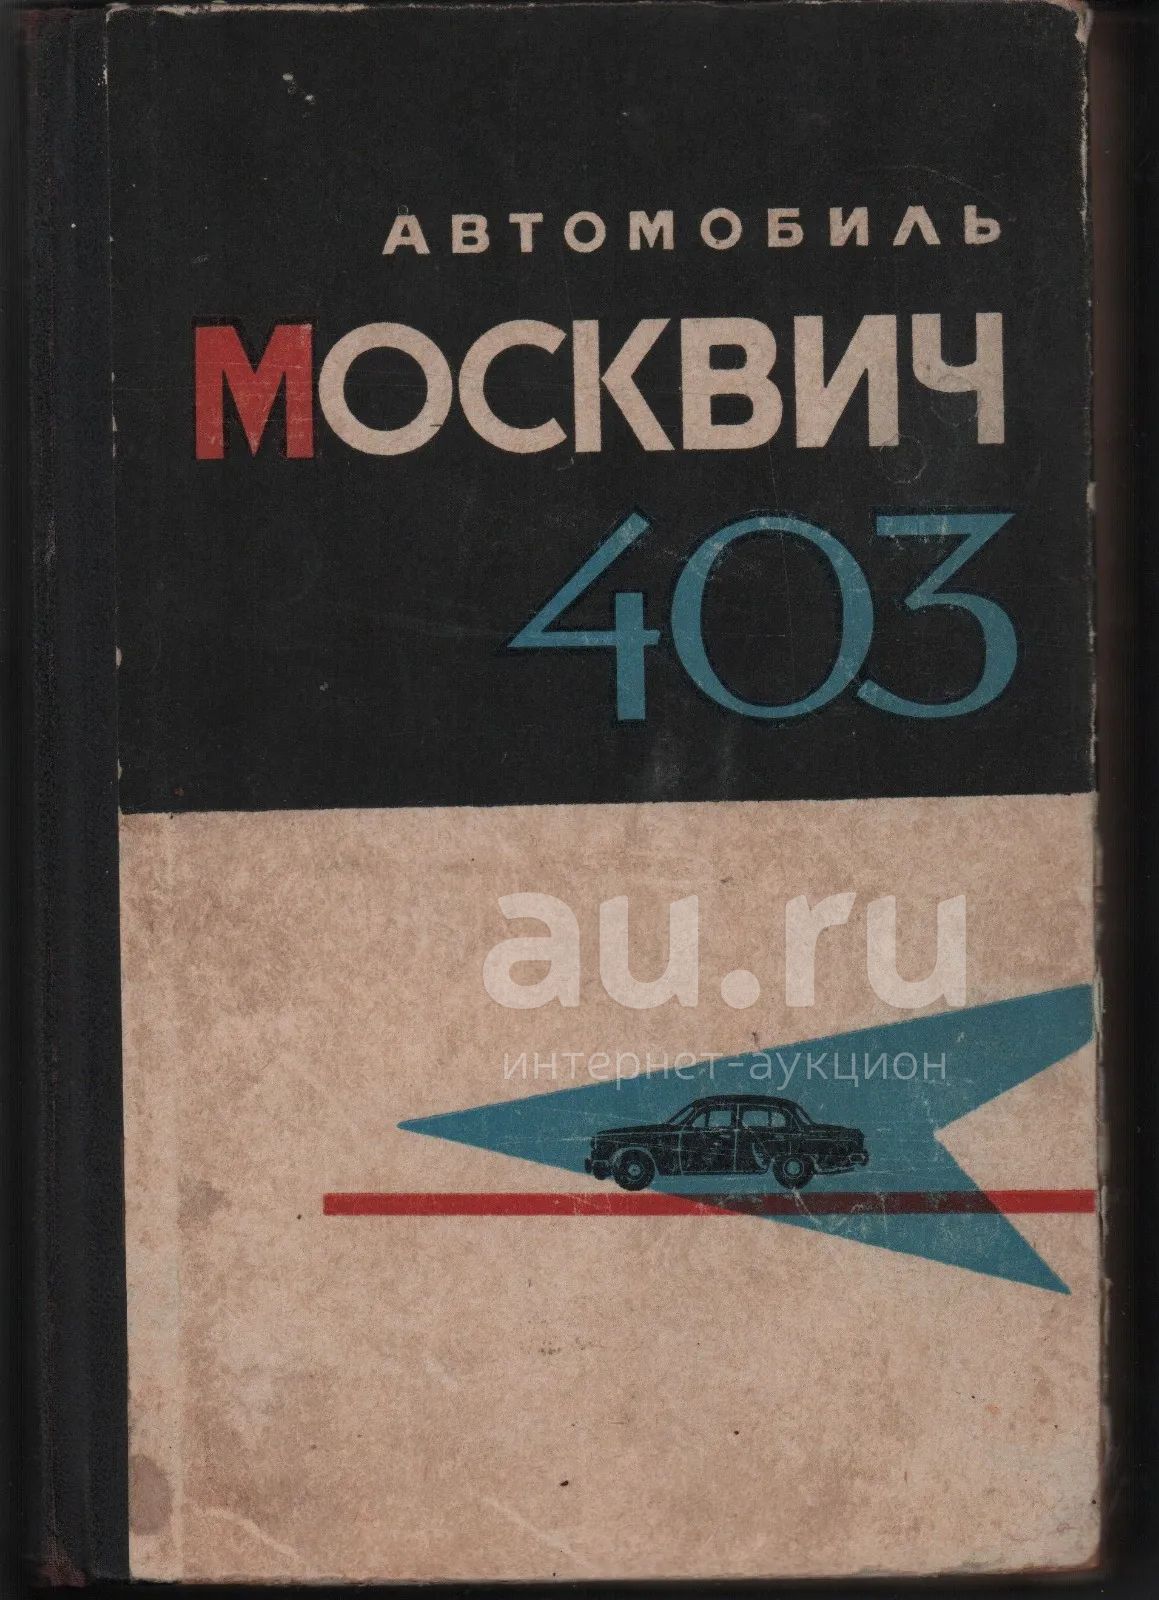 АВТОМОБИЛЬ
МОСКВИЧ
403
au.ru
интернет-аукцион